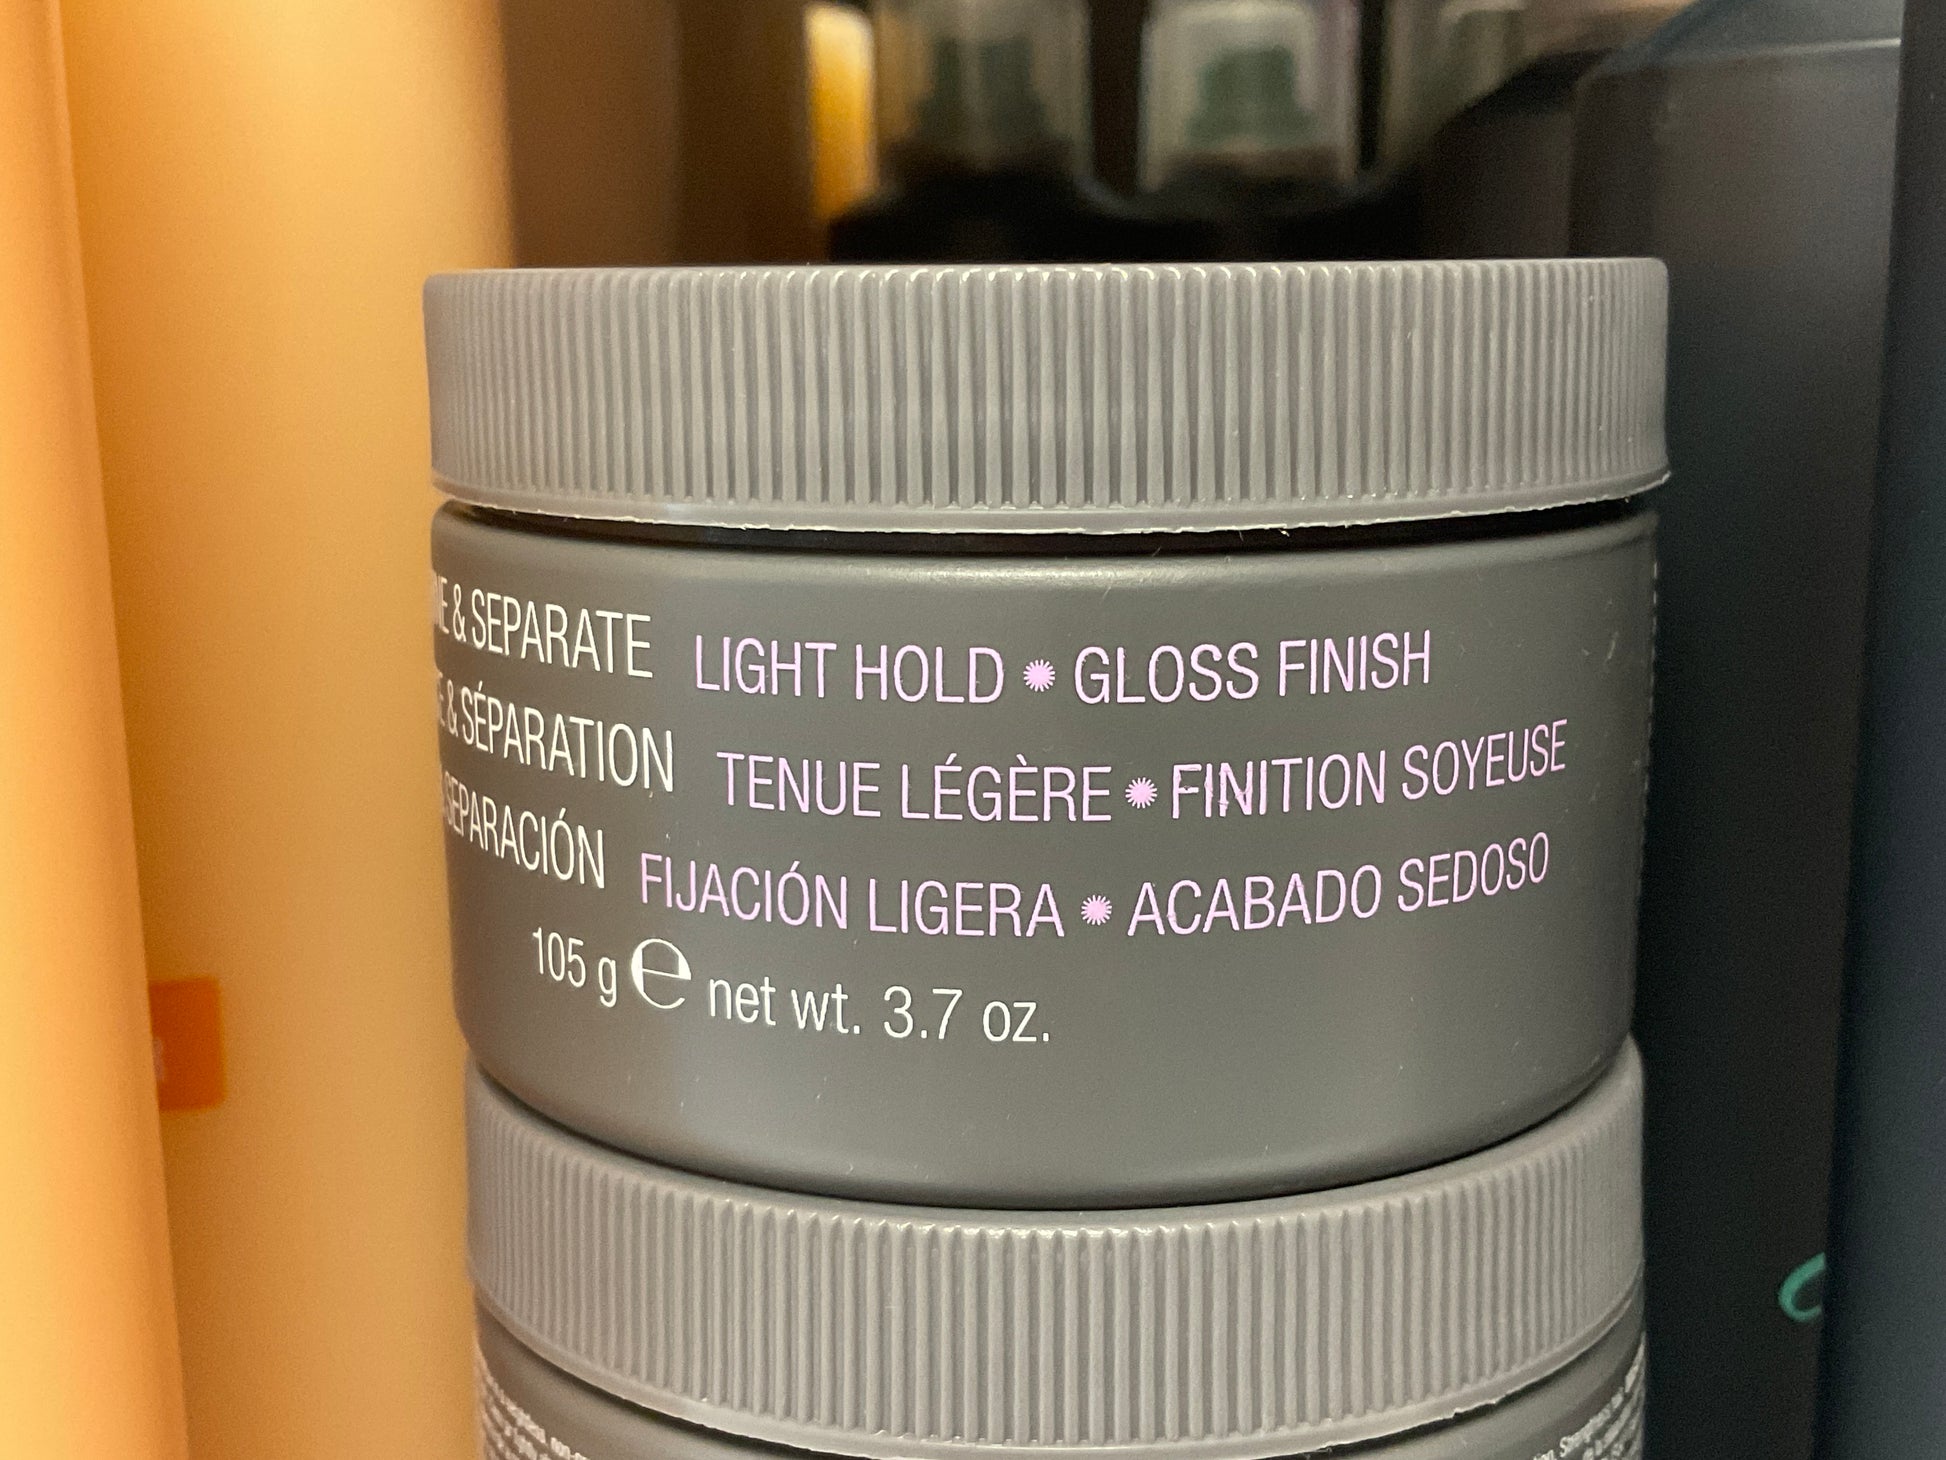 & SEPARATE LIGHT HOLD GLOSS FINISH
& SÉPARATION TENUE LÉGÈRE FINITION SOYEUSE
SEPARACIÓN FIJACIÓN LIGERA ACABADO SEDOSO
105 g e net wt. 3.7 oz.